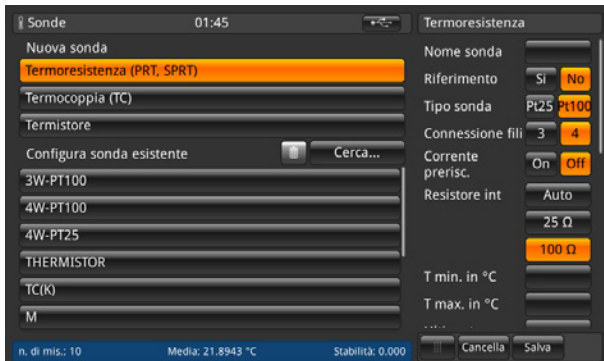 Sonde
01:45
Nuova sonda
Termoresistenza (PRT, SPRT)
Termocoppia (TC)
Termistore
Configura sonda esistente
Cerca...
3W-PT100
4W-PT100
4W-PT25
THERMISTOR
TC(K)
M
n. di mis.: 10
Media: 21.8943 °C
Stabilità: 0.000
Termoresistenza
Nome sonda
Riferimento Si No
Tipo sonda Pt25 Pt100
Connessione fili 3 4
Corrente
prerisc. On Off
Resistore int Auto
25 Ω
100 Ω
T min. in °C
T max. in °C
Cancella Salva